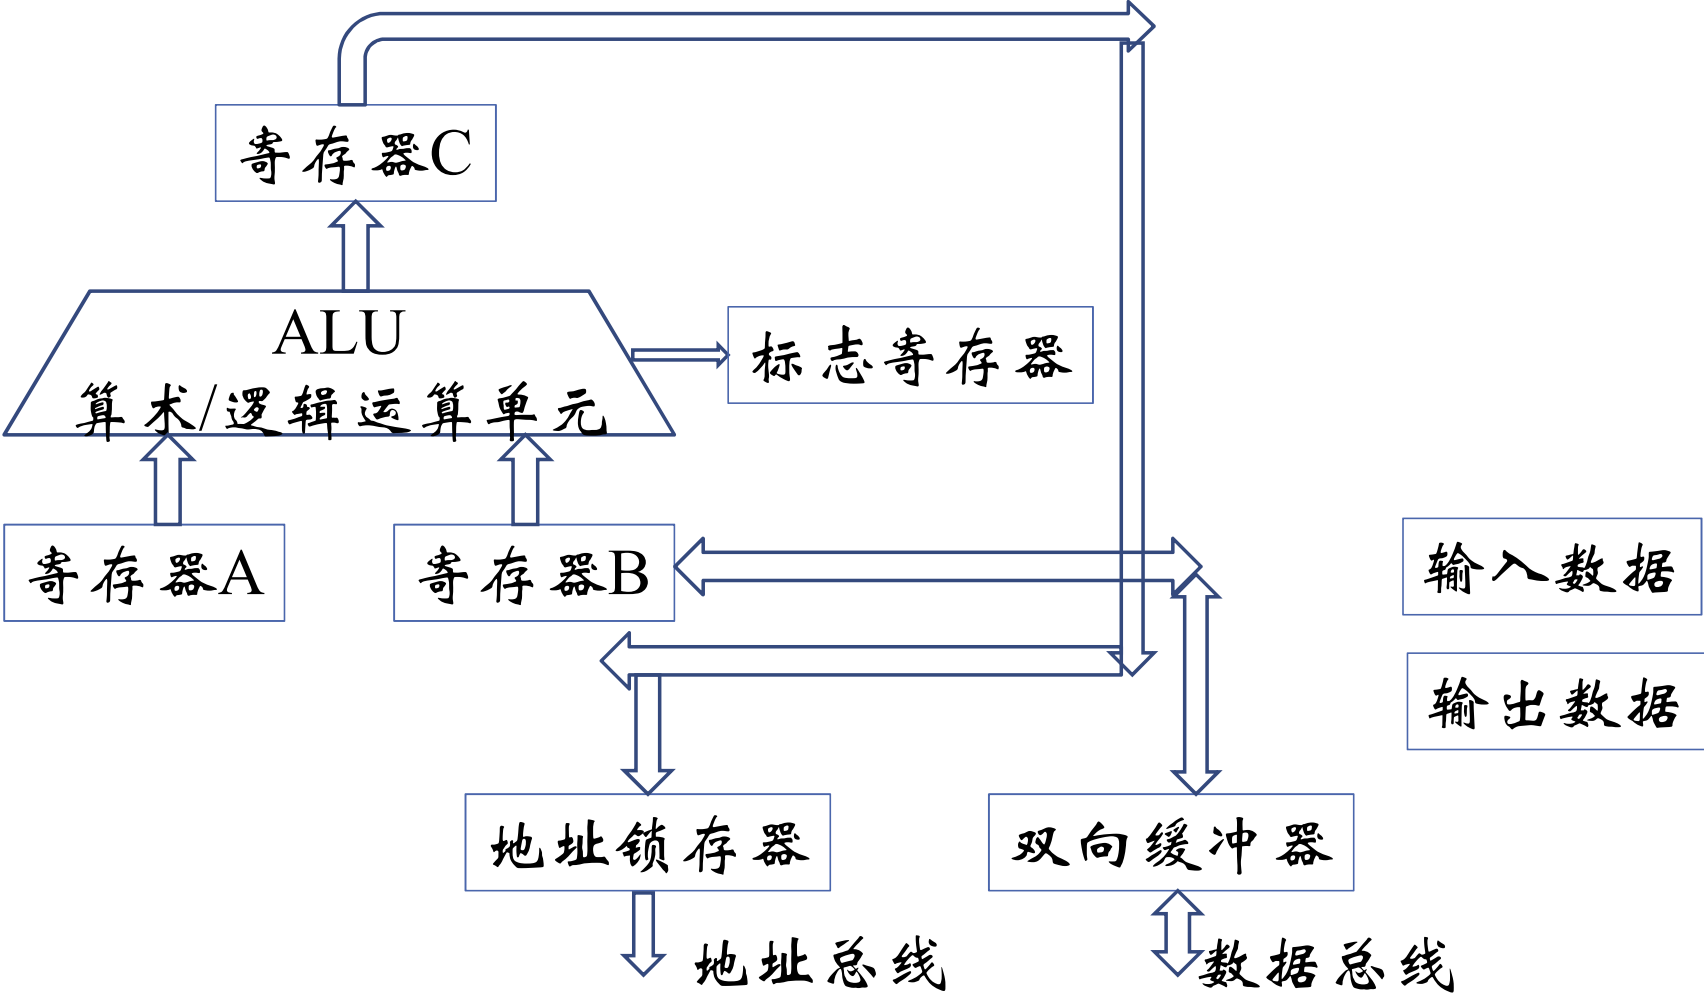 寄存器C
ALU
算术/逻辑运算单元
标志寄存器
寄存器A
寄存器B
输入数据
输出数据
地址锁存器
双向缓冲器
地址总线
数据总线